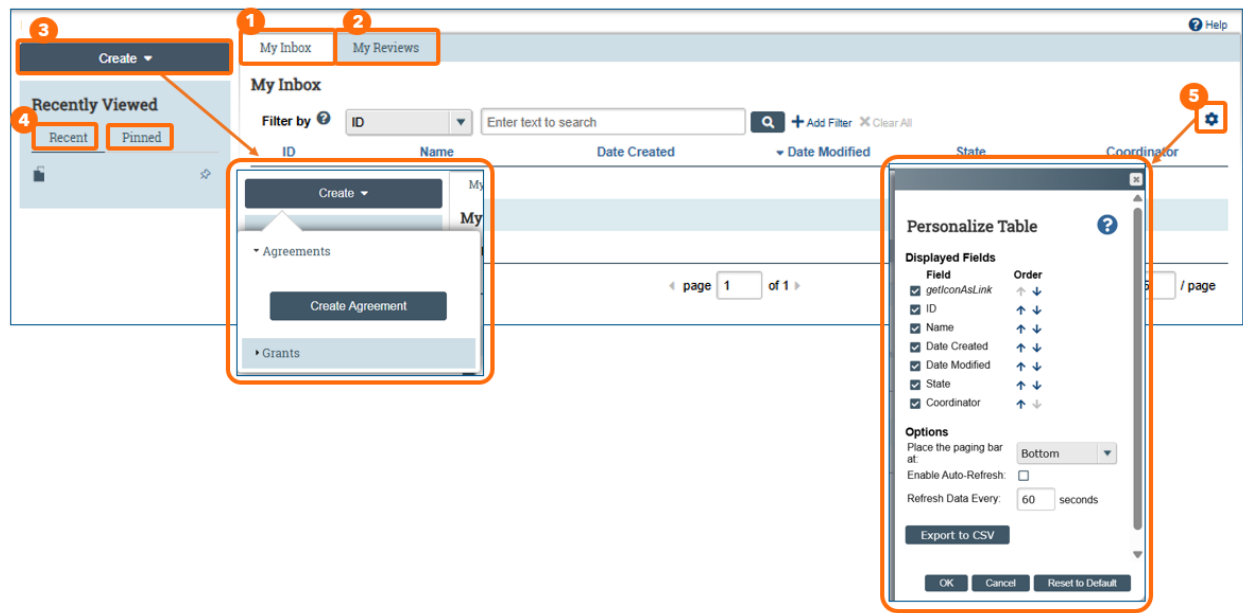 1
2
3
Help
Create
My Inbox
My Reviews
My Inbox
Recently Viewed
4
5
Recent
Pinned
Filter by
ID
Enter text to search
Add Filter
Clear All
ID
Name
Date Created
Date Modified
State
Coordinator
Create
My
My
Agreements
Create Agreement
Grants
page 1 of 1
/ page
Personalize Table
Displayed Fields
Field Order
getIconAsLink
ID
Name
Date Created
Date Modified
State
Coordinator
Options
Place the paging bar
at:
Bottom
Enable Auto-Refresh:
Refresh Data Every: 60 seconds
Export to CSV
OK
Cancel
Reset to Default